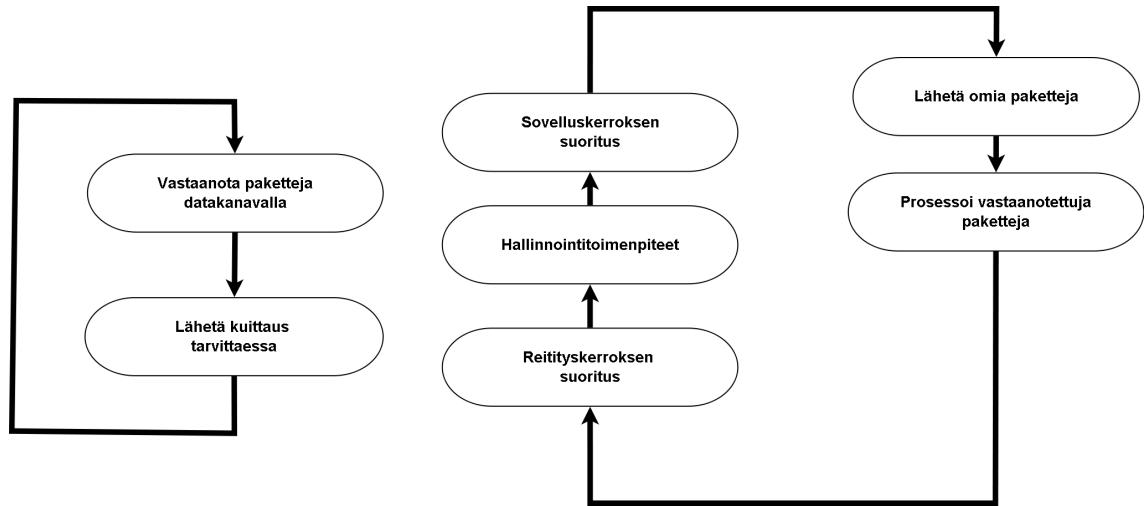 Vastaanota paketteja
datakanavalla
Lähetä kuittaus
tarvittaessa
Sovelluskerroksen
suoritus
Hallinnointitoimenpiteet
Reitityskerroksen
suoritus
Lähetä omia paketteja
Prosessoi vastaanotettuja
paketteja